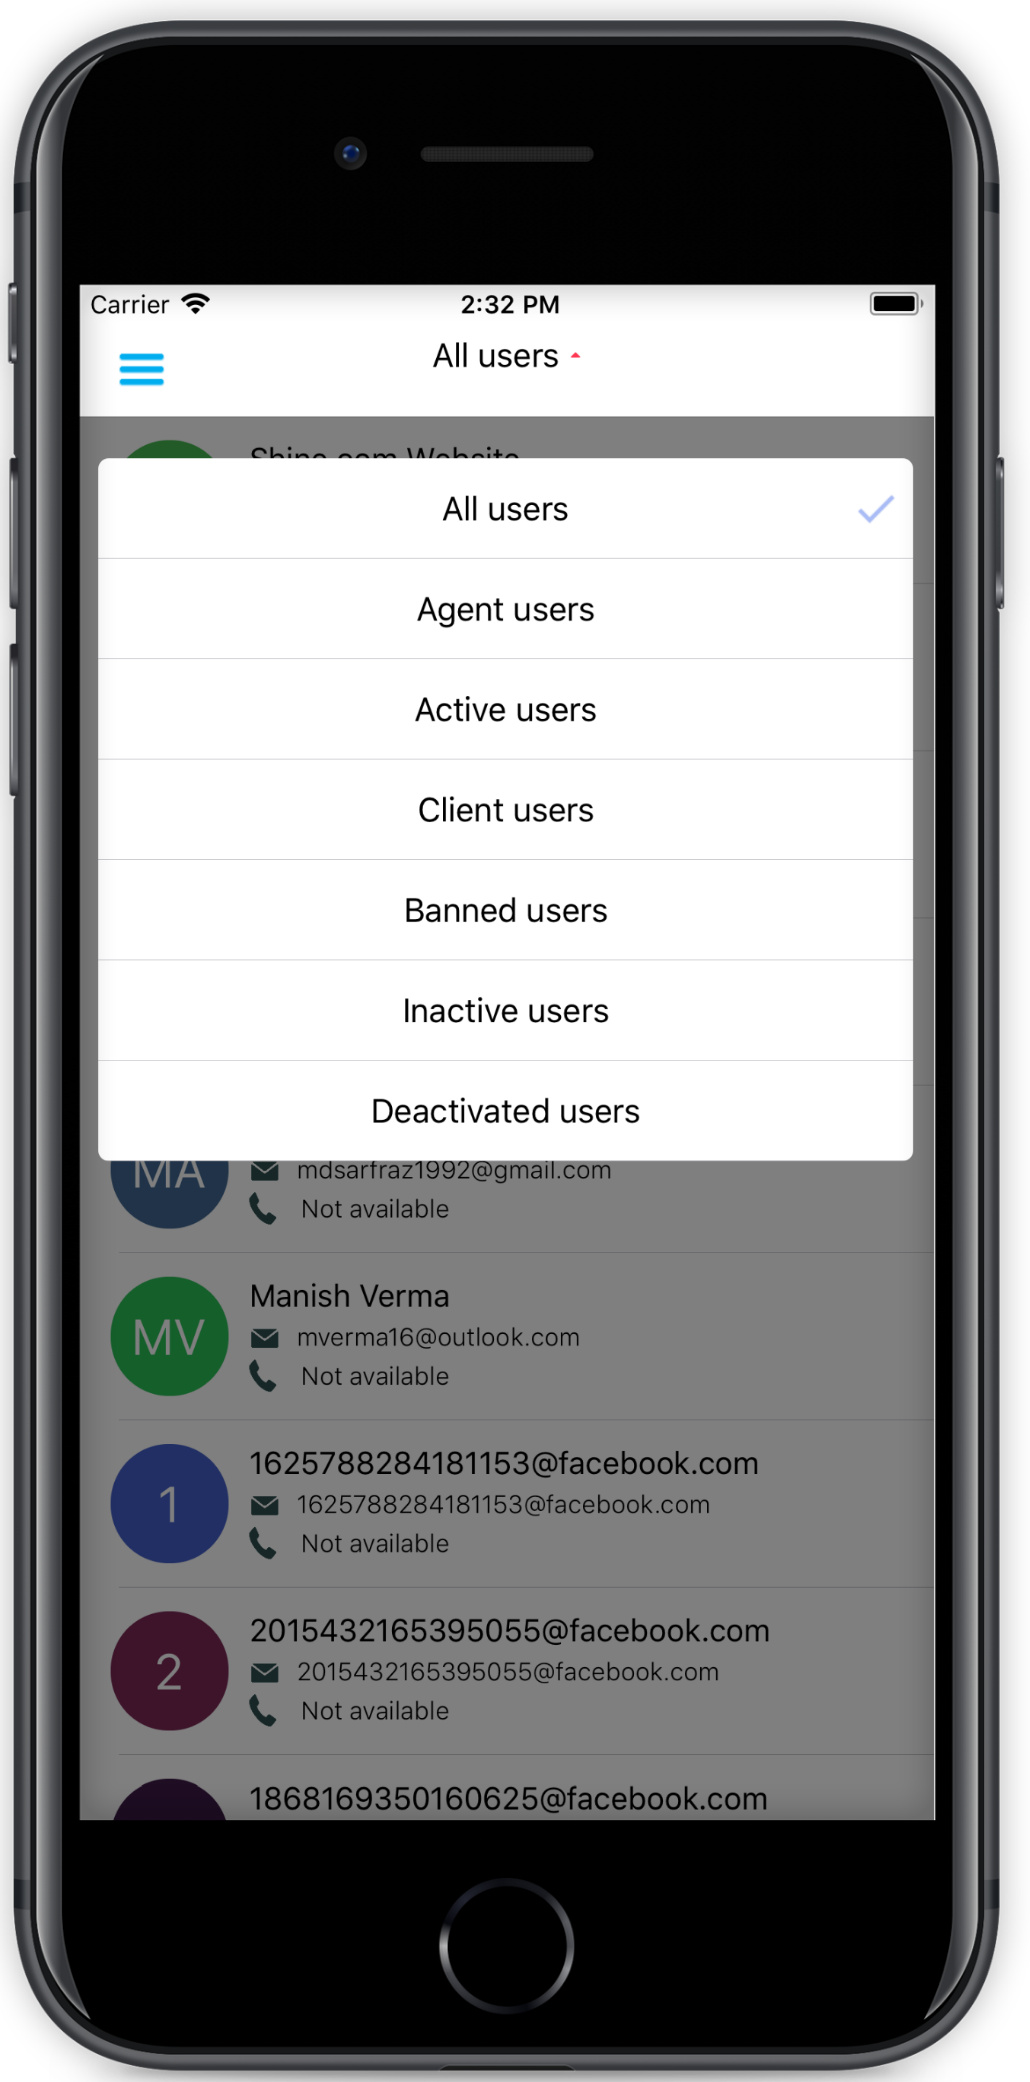 Carrier
2:32 PM
All users
Shine.com Website
All users
Agent users
Active users
Client users
Banned users
Inactive users
Deactivated users
MA
mdsarfraz1992@gmail.com
Not available
MV
Manish Verma
mverma16@outlook.com
Not available
1
1625788284181153@facebook.com
1625788284181153@facebook.com
Not available
2
2015432165395055@facebook.com
2015432165395055@facebook.com
Not available
1868169350160625@facebook.com